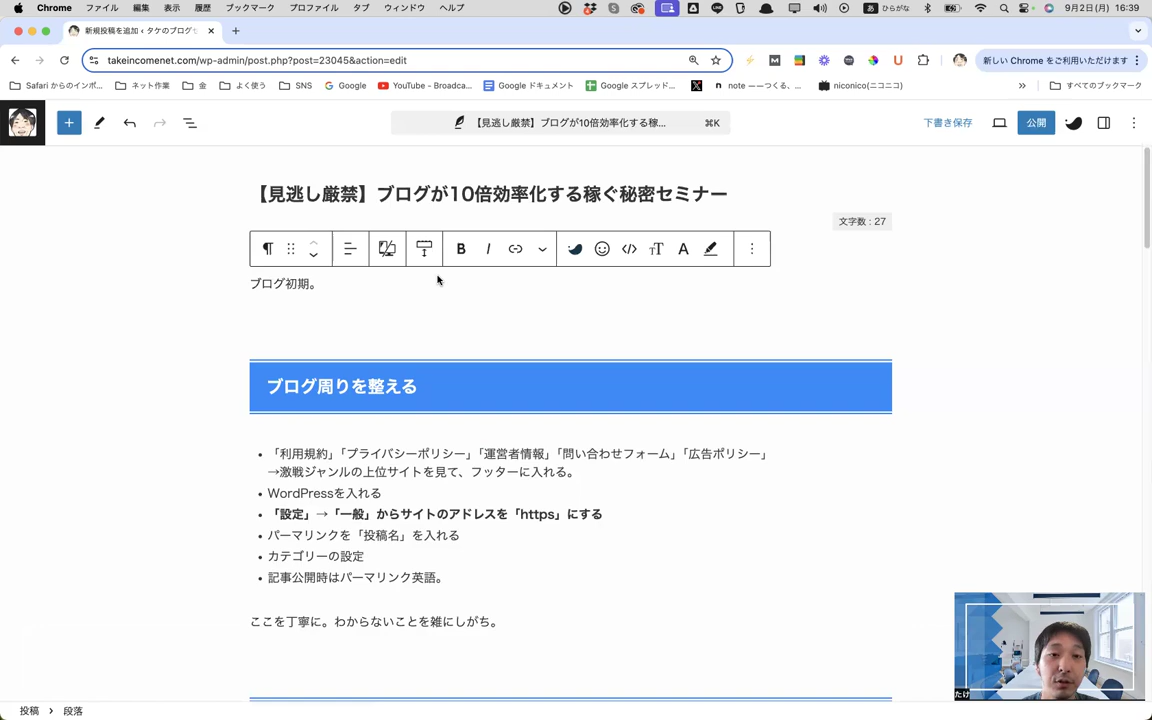 Chrome ファイル 編集 表示 履歴 ブックマーク プロファイル タブ ウィンドウ ヘルプ あ ひらがな 9月2日(月) 16:39
新規投稿を追加 ‹ タケのブログセ
takeincomenet.com/wp-admin/post.php?post=23045&action=edit 新しい Chrome をご利用いただけます
Safari からのインポ... ネット作業 金 よく使う SNS Google YouTube - Broadca... Google ドキュメント Google スプレッド... note ーーつくる、... niconico(ニコニコ) » すべてのブックマーク
【見逃し厳禁】ブログが10倍効率化する稼... ⌘K 下書き保存 公開
【見逃し厳禁】ブログが10倍効率化する稼ぐ秘密セミナー
文字数 : 27
B I A
ブログ初期。
ブログ周りを整える
• 「利用規約」「プライバシーポリシー」「運営者情報」「問い合わせフォーム」「広告ポリシー」
→激戦ジャンルの上位サイトを見て、フッターに入れる。
• WordPressを入れる
• 「設定」→「一般」からサイトのアドレスを「https」にする
• パーマリンクを「投稿名」を入れる
• カテゴリーの設定
• 記事公開時はパーマリンク英語。
ここを丁寧に。わからないことを雑にしがち。
たけ
投稿 › 段落